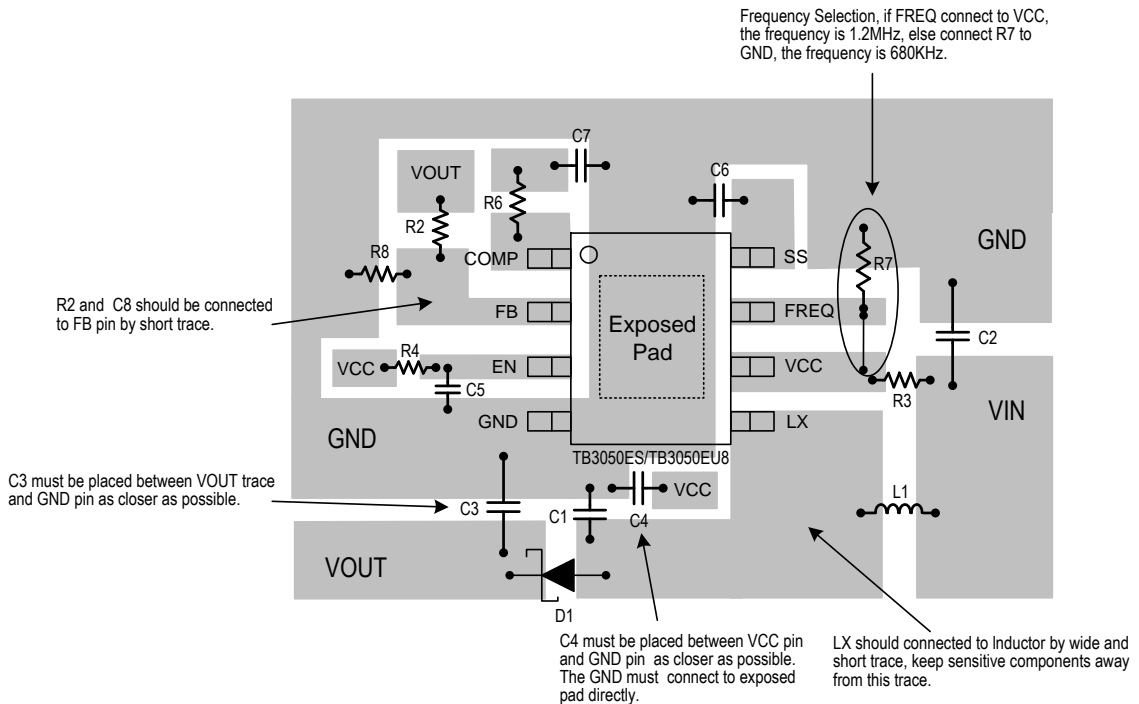 Frequency Selection, if FREQ connect to VCC,
the frequency is 1.2MHz, else connect R7 to
GND, the frequency is 680KHz.
C7
VOUT
C6
R6
R2
GND
R8
COMP
SS
R7
R2 and C8 should be connected
to FB pin by short trace.
FB
Exposed
Pad
FREQ
C2
R4
VCC
EN
VCC
C5
R3
VIN
GND
GND
LX
TB3050ES/TB3050EU8
C3 must be placed between VOUT trace
and GND pin as closer as possible.
VCC
L1
C3
C1
C4
VOUT
D1
C4 must be placed between VCC pin
and GND pin as closer as possible.
The GND must connect to exposed
pad directly.
LX should connected to Inductor by wide and
short trace, keep sensitive components away
from this trace.